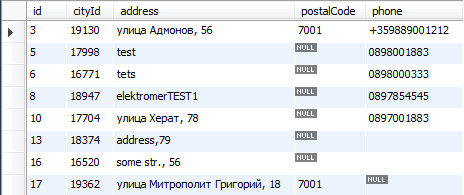 id cityId address postalCode phone
3 19130 улица Адмонов, 56 7001 +359889001212
5 17998 test NULL 0898001883
6 16771 tets NULL 0898000333
8 18947 elektromerTEST1 NULL 0897854545
10 17704 улица Херат, 78 NULL 0897001883
13 18374 address,79 NULL
16 16520 some str., 56 NULL
17 19362 улица Митрополит Григорий, 18 7001 NULL